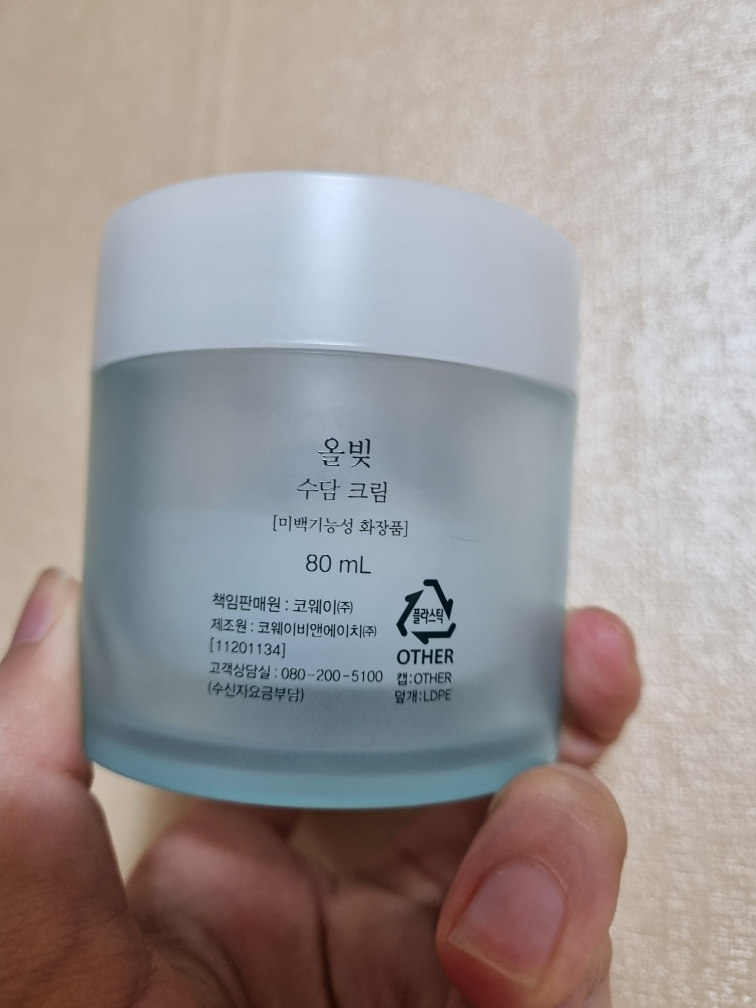 올빛
수담 크림
[미백기능성 화장품]
80 mL
책임판매원 : 코웨이㈜
제조원 : 코웨이비앤에이치㈜
[11201134]
고객상담실 : 080-200-5100
(수신자요금부담)
플라스틱
OTHER
캡:OTHER
덮개:LDPE